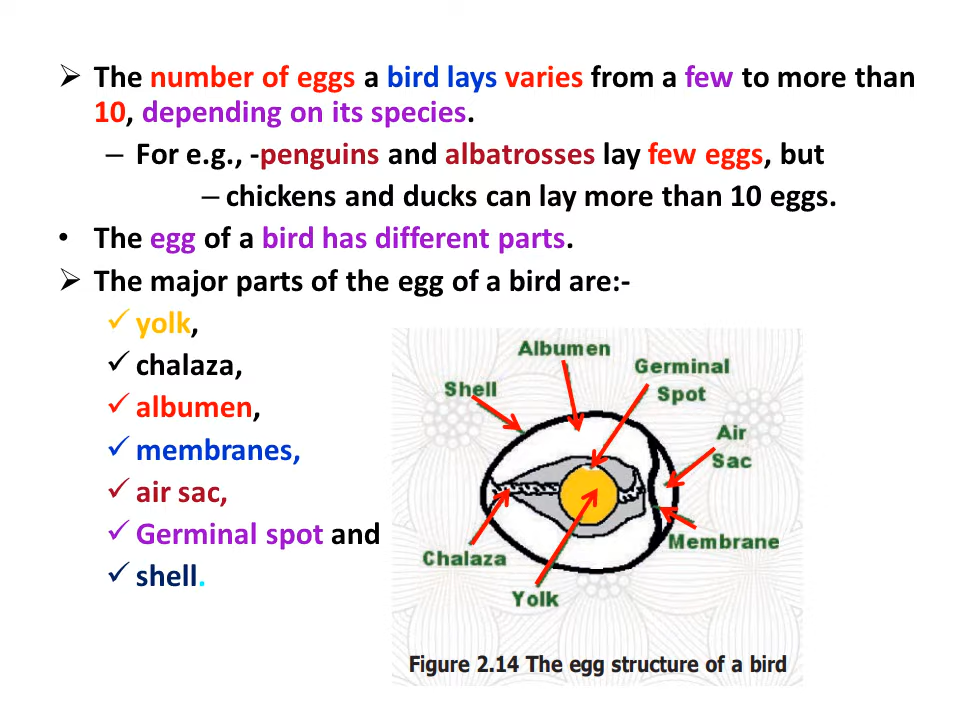 ➢ The number of eggs a bird lays varies from a few to more than
10, depending on its species.
– For e.g., -penguins and albatrosses lay few eggs, but
– chickens and ducks can lay more than 10 eggs.
• The egg of a bird has different parts.
➢ The major parts of the egg of a bird are:-
✓ yolk,
✓ chalaza,
✓ albumen,
✓ membranes,
✓ air sac,
✓ Germinal spot and
✓ shell.
Albumen
Germinal
Spot
Shell
Air
Sac
Membrane
Chalaza
Yolk
Figure 2.14 The egg structure of a bird